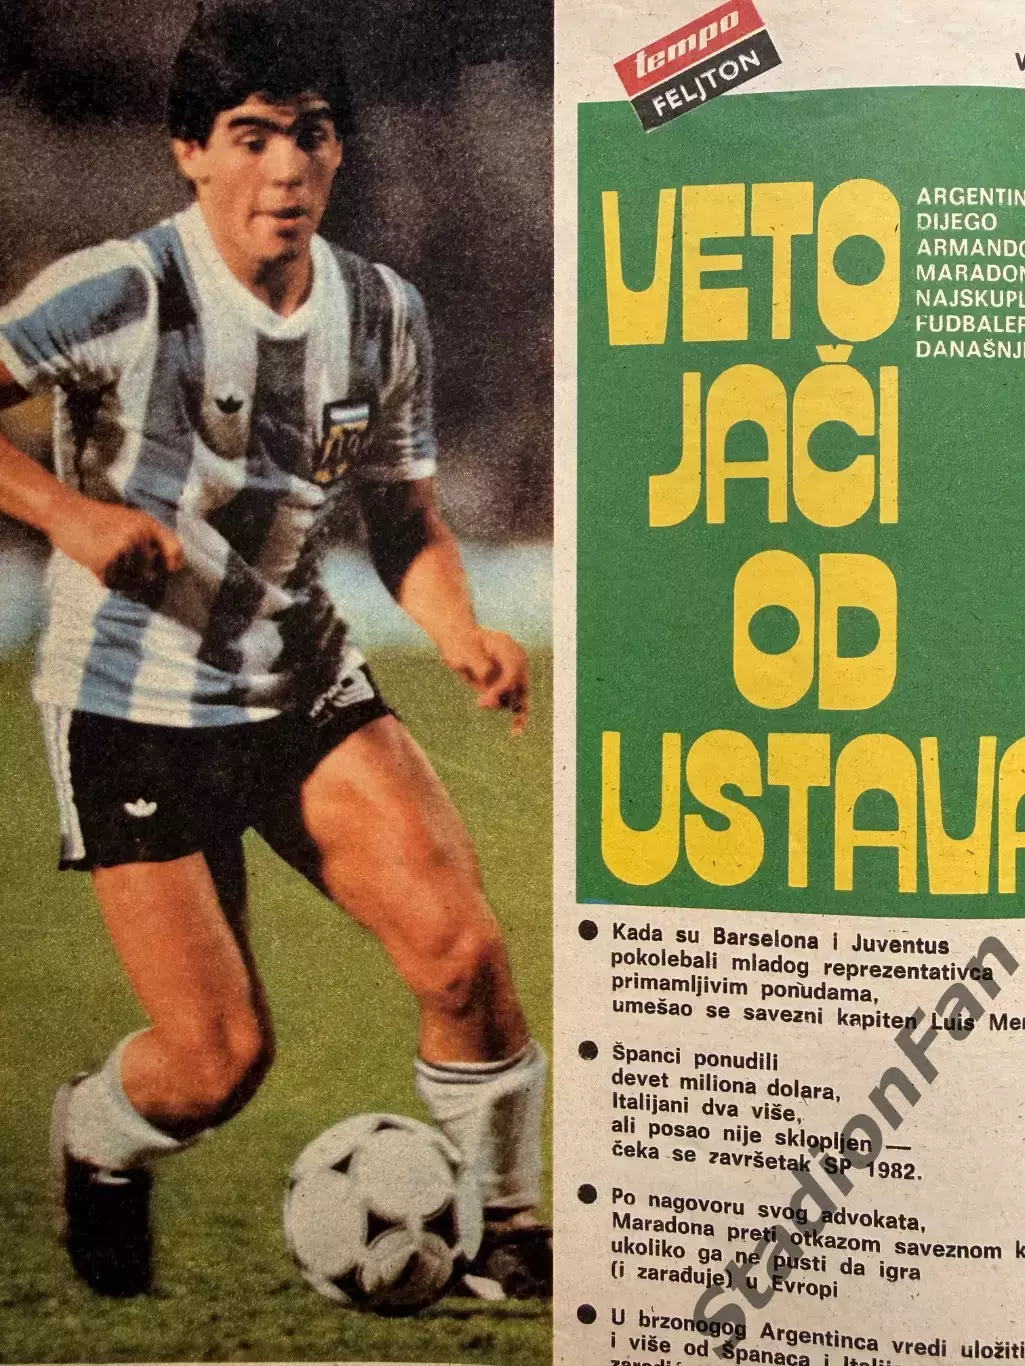 tempo
FELJTON
VETO
JAČI
OD
USTAVA
ARGENTIN
DIJEGO
ARMANDO
MARADON
NAJSKUPL
FUDBALER
DANAŠNJ
Kada su Barselona i Juventus
pokolebali mladog reprezentativca
primamljivim ponudama,
umešao se savezni kapiten Luis Men
Španci ponudili
devet miliona dolara,
Italijani dva više,
ali posao nije sklopljen —
čeka se završetak SP 1982.
Po nagovoru svog advokata,
Maradona preti otkazom saveznom k
ukoliko ga ne pusti da igra
(i zarađuje) u Evropi
U brzonogog Argentinca vredi uložiti
i više od Španaca i
StadionFan